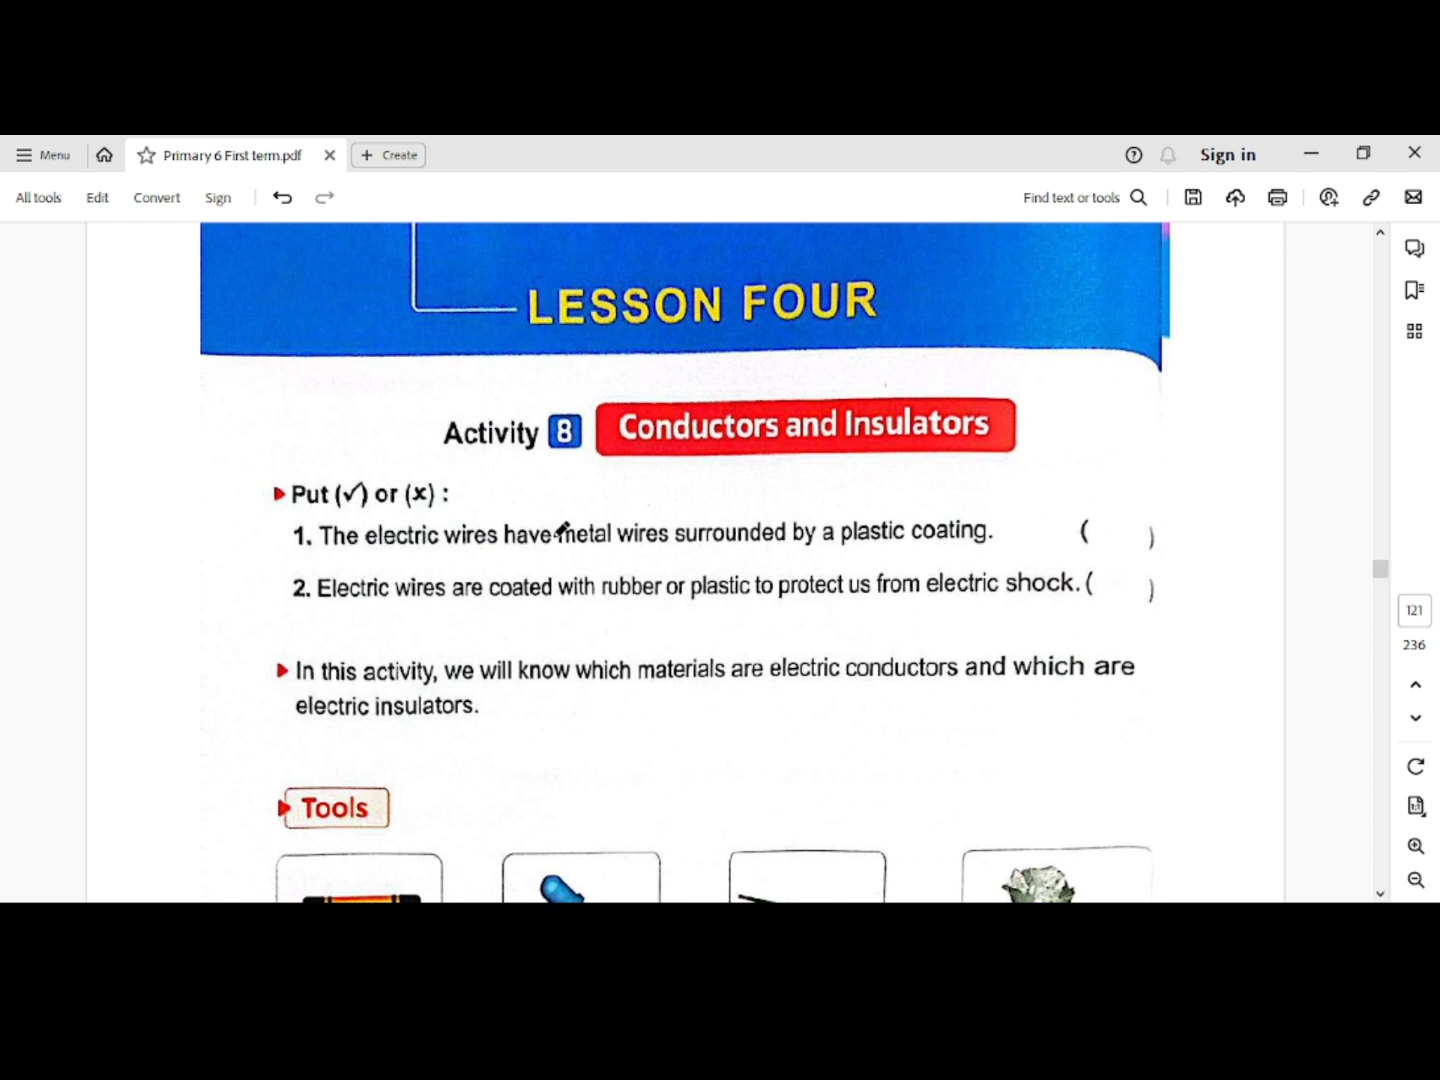 Menu
Primary 6 First term.pdf
Create
Sign in
All tools Edit Convert Sign
Find text or tools
LESSON FOUR
Activity 8 Conductors and Insulators
Put (✓) or (x) :
1. The electric wires have metal wires surrounded by a plastic coating. ( )
2. Electric wires are coated with rubber or plastic to protect us from electric shock. ( )
In this activity, we will know which materials are electric conductors and which are
electric insulators.
Tools
121
236